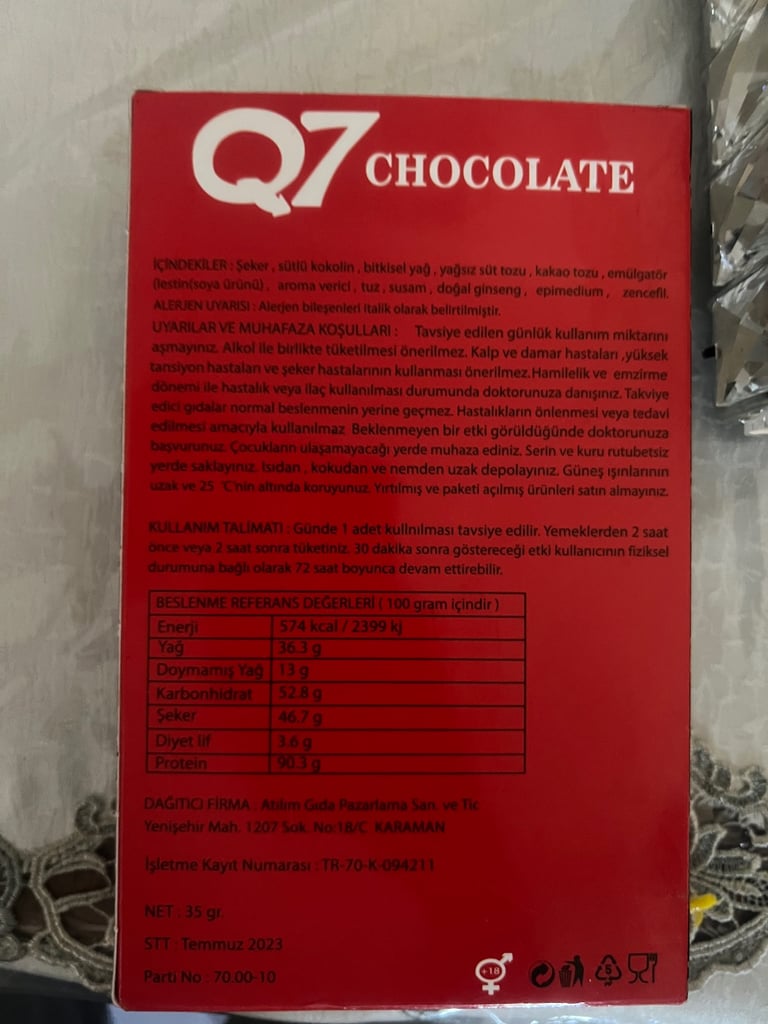 Q7 CHOCOLATE
İÇİNDEKİLER : Şeker , sütlü kokolin , bitkisel yağ , yağsız süt tozu , kakao tozu , emülgatör
(lestin(soya ürünü) , aroma verici , tuz , susam , doğal ginseng , epimedium , zencefil.
ALERJEN UYARISI : Alerjen bileşenleri italik olarak belirtilmiştir.
UYARILAR VE MUHAFAZA KOŞULLARI : Tavsiye edilen günlük kullanım miktarını
aşmayınız. Alkol ile birlikte tüketilmesi önerilmez. Kalp ve damar hastaları ,yüksek
tansiyon hastaları ve şeker hastalarının kullanması önerilmez.Hamilelik ve emzirme
dönemi ile hastalık veya ilaç kullanılması durumunda doktorunuza danışınız. Takviye
edici gıdalar normal beslenmenin yerine geçmez. Hastalıkların önlenmesi veya tedavi
edilmesi amacıyla kullanılmaz Beklenmeyen bir etki görüldüğünde doktorunuza
başvurunuz. Çocukların ulaşamayacağı yerde muhaza ediniz. Serin ve kuru rutubetsiz
yerde saklayınız. Isıdan , kokudan ve nemden uzak depolayınız. Güneş ışınlarının
uzak ve 25 °C'nin altında koruyunuz. Yırtılmış ve paketi açılmış ürünleri satın almayınız.
KULLANIM TALİMATI : Günde 1 adet kullnılması tavsiye edilir. Yemeklerden 2 saat
önce veya 2 saat sonra tüketiniz. 30 dakika sonra göstereceği etki kullanıcının fiziksel
durumuna bağlı olarak 72 saat boyunca devam ettirebilir.
BESLENME REFERANS DEĞERLERİ ( 100 gram içindir )
Enerji 574 kcal / 2399 kj
Yağ 36.3 g
Doymamış Yağ 13 g
Karbonhidrat 52.8 g
Şeker 46.7 g
Diyet lif 3.6 g
Protein 90.3 g
DAĞITICI FİRMA : Atılım Gıda Pazarlama San. ve Tic
Yenişehir Mah. 1207 Sok. No:18/C KARAMAN
İşletme Kayıt Numarası : TR-70-K-094211
NET : 35 gr.
STT : Temmuz 2023
Parti No : 70.00-10
+18
5